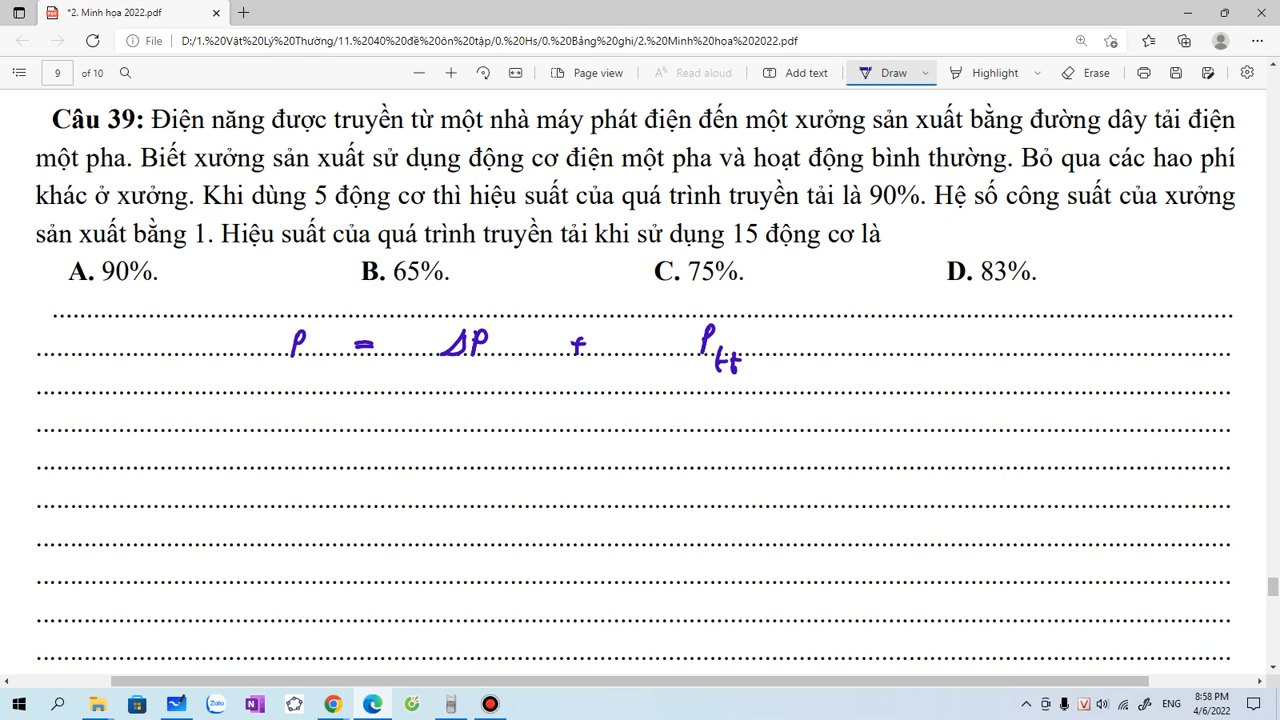 *2. Minh họa 2022.pdf
File D:/1.%20Vật%20Lý%20Thường/11.%2040%20đề%20ôn%20tập/0.%20Hs/0.%20Bảng%20ghi/2.%20Minh%20họa%202022.pdf
9 of 10 Page view Read aloud Add text Draw Highlight Erase
Câu 39: Điện năng được truyền từ một nhà máy phát điện đến một xưởng sản xuất bằng đường dây tải điện
một pha. Biết xưởng sản xuất sử dụng động cơ điện một pha và hoạt động bình thường. Bỏ qua các hao phí
khác ở xưởng. Khi dùng 5 động cơ thì hiệu suất của quá trình truyền tải là 90%. Hệ số công suất của xưởng
sản xuất bằng 1. Hiệu suất của quá trình truyền tải khi sử dụng 15 động cơ là
A. 90%. B. 65%. C. 75%. D. 83%.
P = ΔP + Ptt
Zalo N V ENG 8:58 PM
4/6/2022